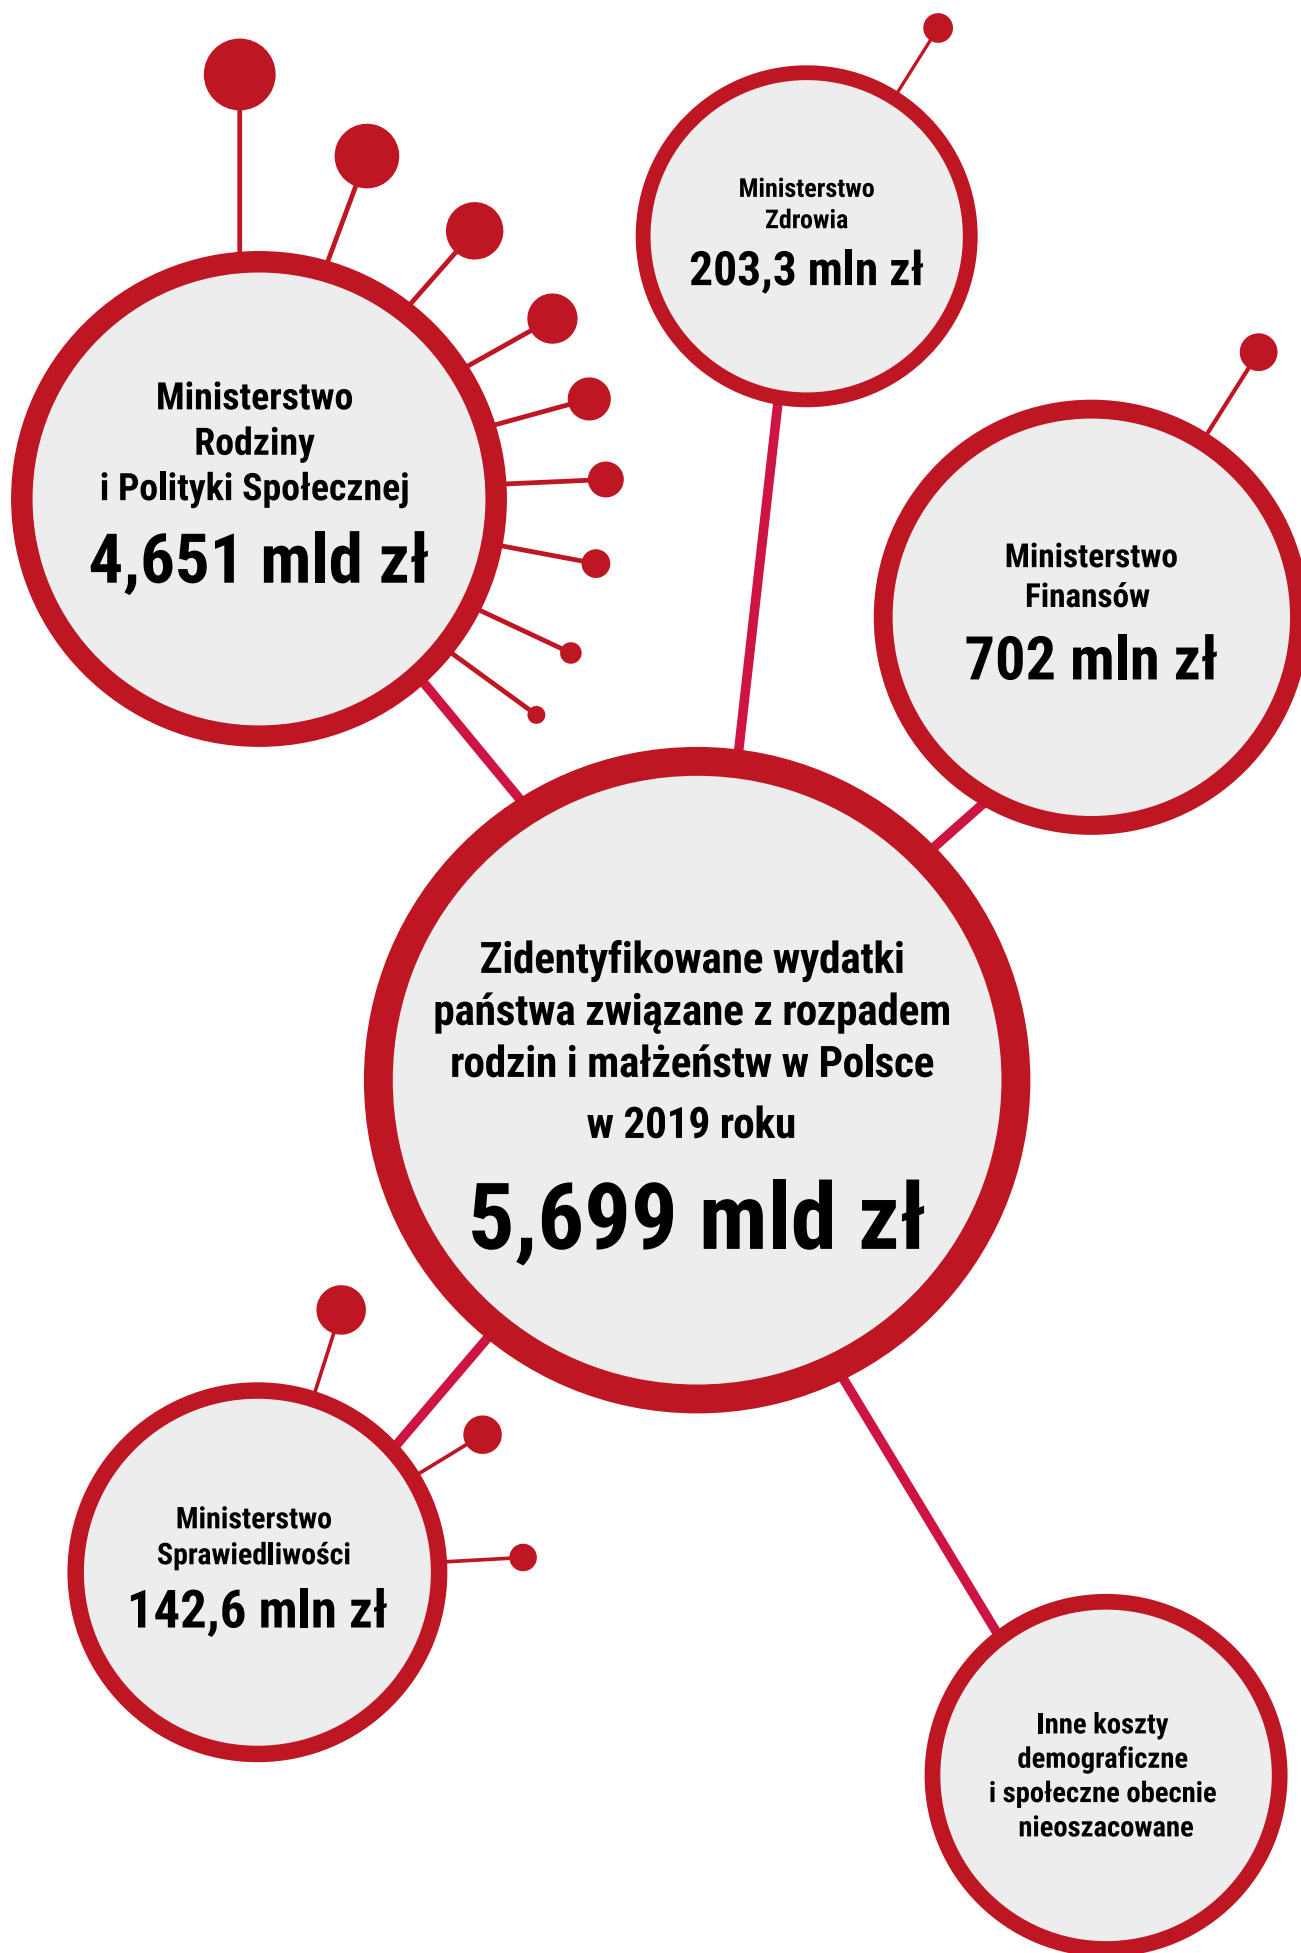 Ministerstwo
Zdrowia
203,3 mln zł
Ministerstwo
Rodziny
i Polityki Społecznej
4,651 mld zł
Ministerstwo
Finansów
702 mln zł
Zidentyfikowane wydatki
państwa związane z rozpadem
rodzin i małżeństw w Polsce
w 2019 roku
5,699 mld zł
Ministerstwo
Sprawiedliwości
142,6 mln zł
Inne koszty
demograficzne
i społeczne obecnie
nieoszacowane